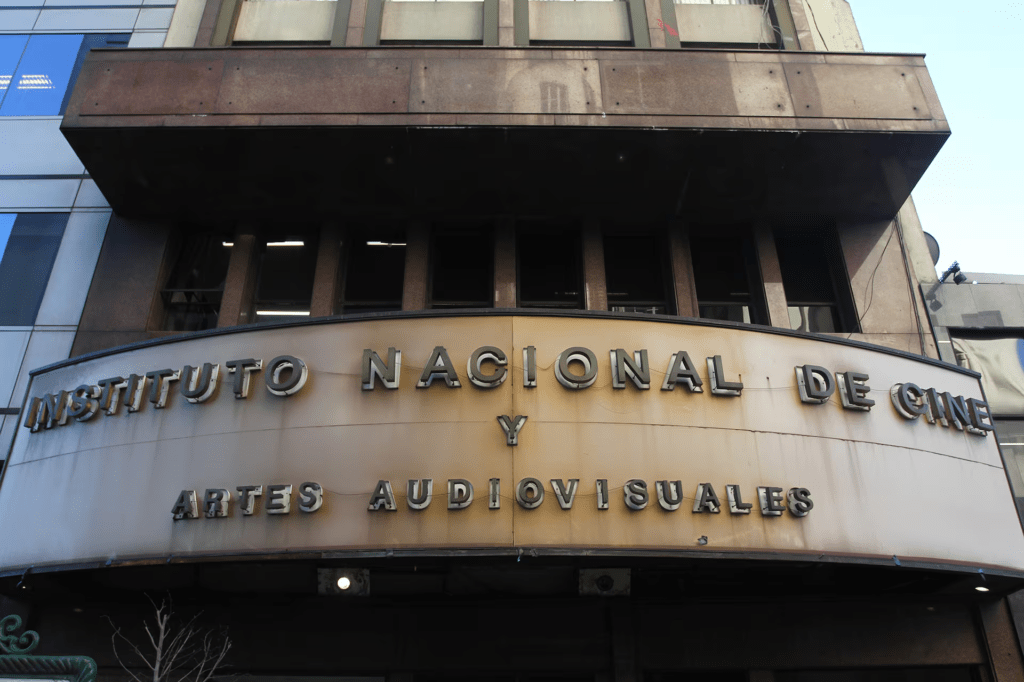 INSTITUTO NACIONAL DE CINE
Y
ARTES AUDIOVISUALES